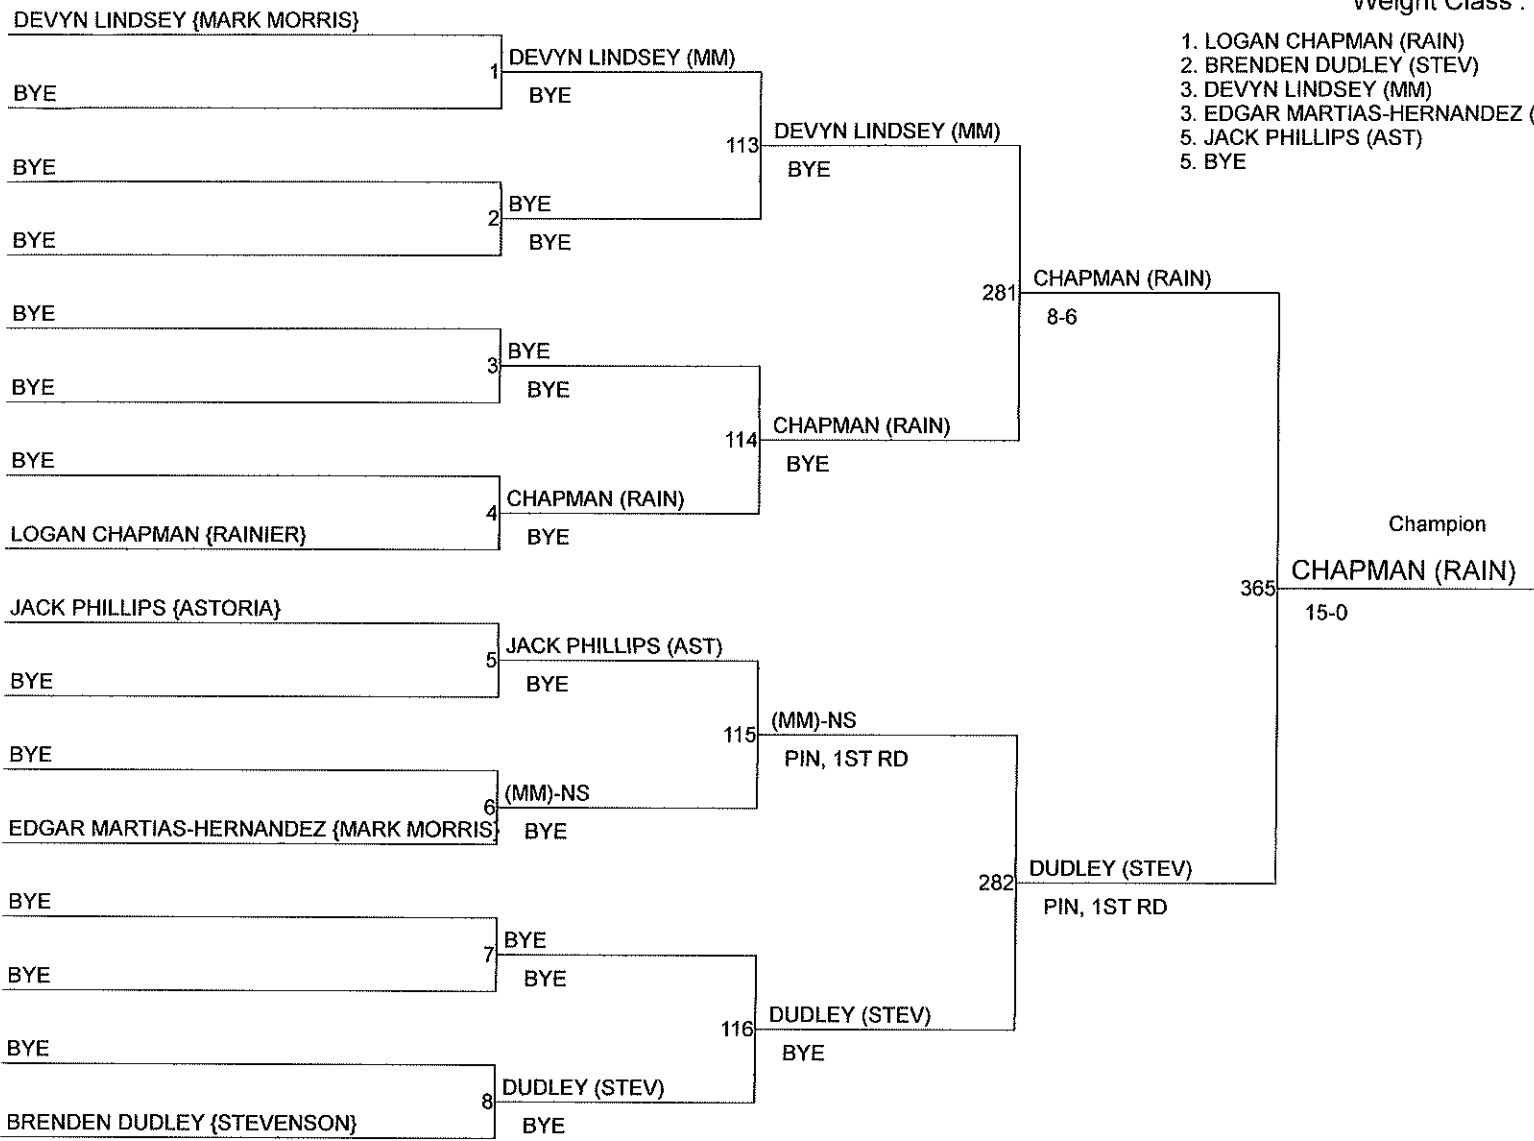 Weight Class :
1. LOGAN CHAPMAN (RAIN)
2. BRENDEN DUDLEY (STEV)
3. DEVYN LINDSEY (MM)
3. EDGAR MARTIAS-HERNANDEZ (
5. JACK PHILLIPS (AST)
5. BYE
DEVYN LINDSEY {MARK MORRIS}
BYE
BYE
BYE
BYE
BYE
BYE
LOGAN CHAPMAN {RAINIER}
JACK PHILLIPS {ASTORIA}
BYE
BYE
EDGAR MARTIAS-HERNANDEZ {MARK MORRIS}
BYE
BYE
BYE
BRENDEN DUDLEY {STEVENSON}
1 DEVYN LINDSEY (MM)
BYE
2 BYE
BYE
3 BYE
BYE
4 CHAPMAN (RAIN)
BYE
5 JACK PHILLIPS (AST)
BYE
6 (MM)-NS
BYE
7 BYE
BYE
8 DUDLEY (STEV)
BYE
113 DEVYN LINDSEY (MM)
BYE
114 CHAPMAN (RAIN)
BYE
115 (MM)-NS
PIN, 1ST RD
116 DUDLEY (STEV)
BYE
281 CHAPMAN (RAIN)
8-6
282 DUDLEY (STEV)
PIN, 1ST RD
Champion
365 CHAPMAN (RAIN)
15-0